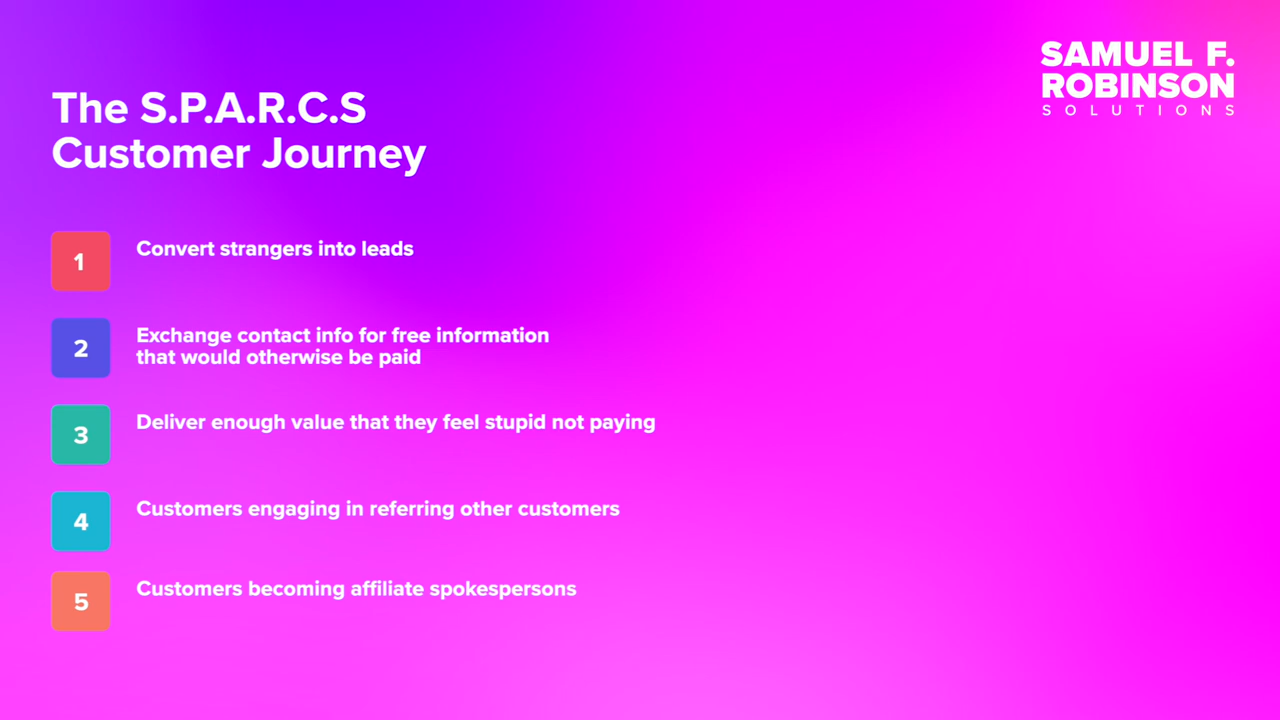 SAMUEL F.
ROBINSON
SOLUTIONS
The S.P.A.R.C.S
Customer Journey
1
Convert strangers into leads
2
Exchange contact info for free information
that would otherwise be paid
3
Deliver enough value that they feel stupid not paying
4
Customers engaging in referring other customers
5
Customers becoming affiliate spokespersons